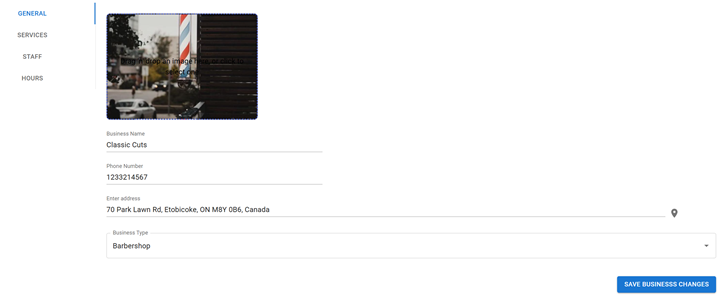 GENERAL
SERVICES
STAFF
HOURS
Drag 'n' drop an image here, or click to
select one
Business Name
Classic Cuts
Phone Number
1233214567
Enter address
70 Park Lawn Rd, Etobicoke, ON M8Y 0B6, Canada
Business Type
Barbershop
SAVE BUSINESSS CHANGES